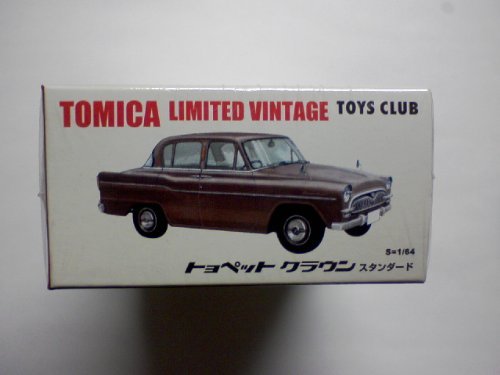 TOMICA LIMITED VINTAGE TOYS CLUB
S=1/64
トヨペット クラウン スタンダード